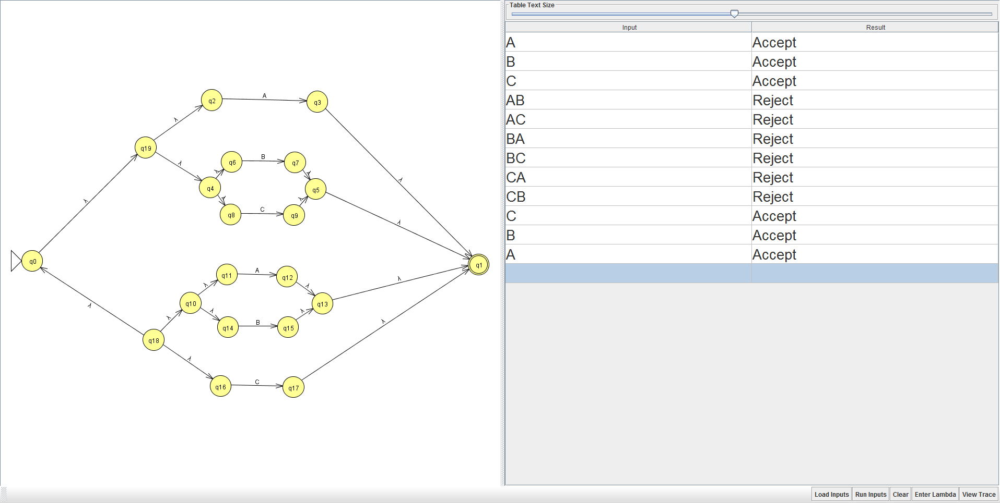 Table Text Size
Input Result
A Accept
B Accept
C Accept
AB Reject
AC Reject
BA Reject
BC Reject
CA Reject
CB Reject
C Accept
B Accept
A Accept
q2 A q3
λ
q19 λ
λ
q6 B q7
λ λ
q4 q5
λ λ
q8 C q9
λ
λ
q0 q1
q11 A q12
λ λ λ
q10 q13
λ λ λ
q14 B q15
λ λ
q18
λ
q16 C q17
Load Inputs Run Inputs Clear Enter Lambda View Trace